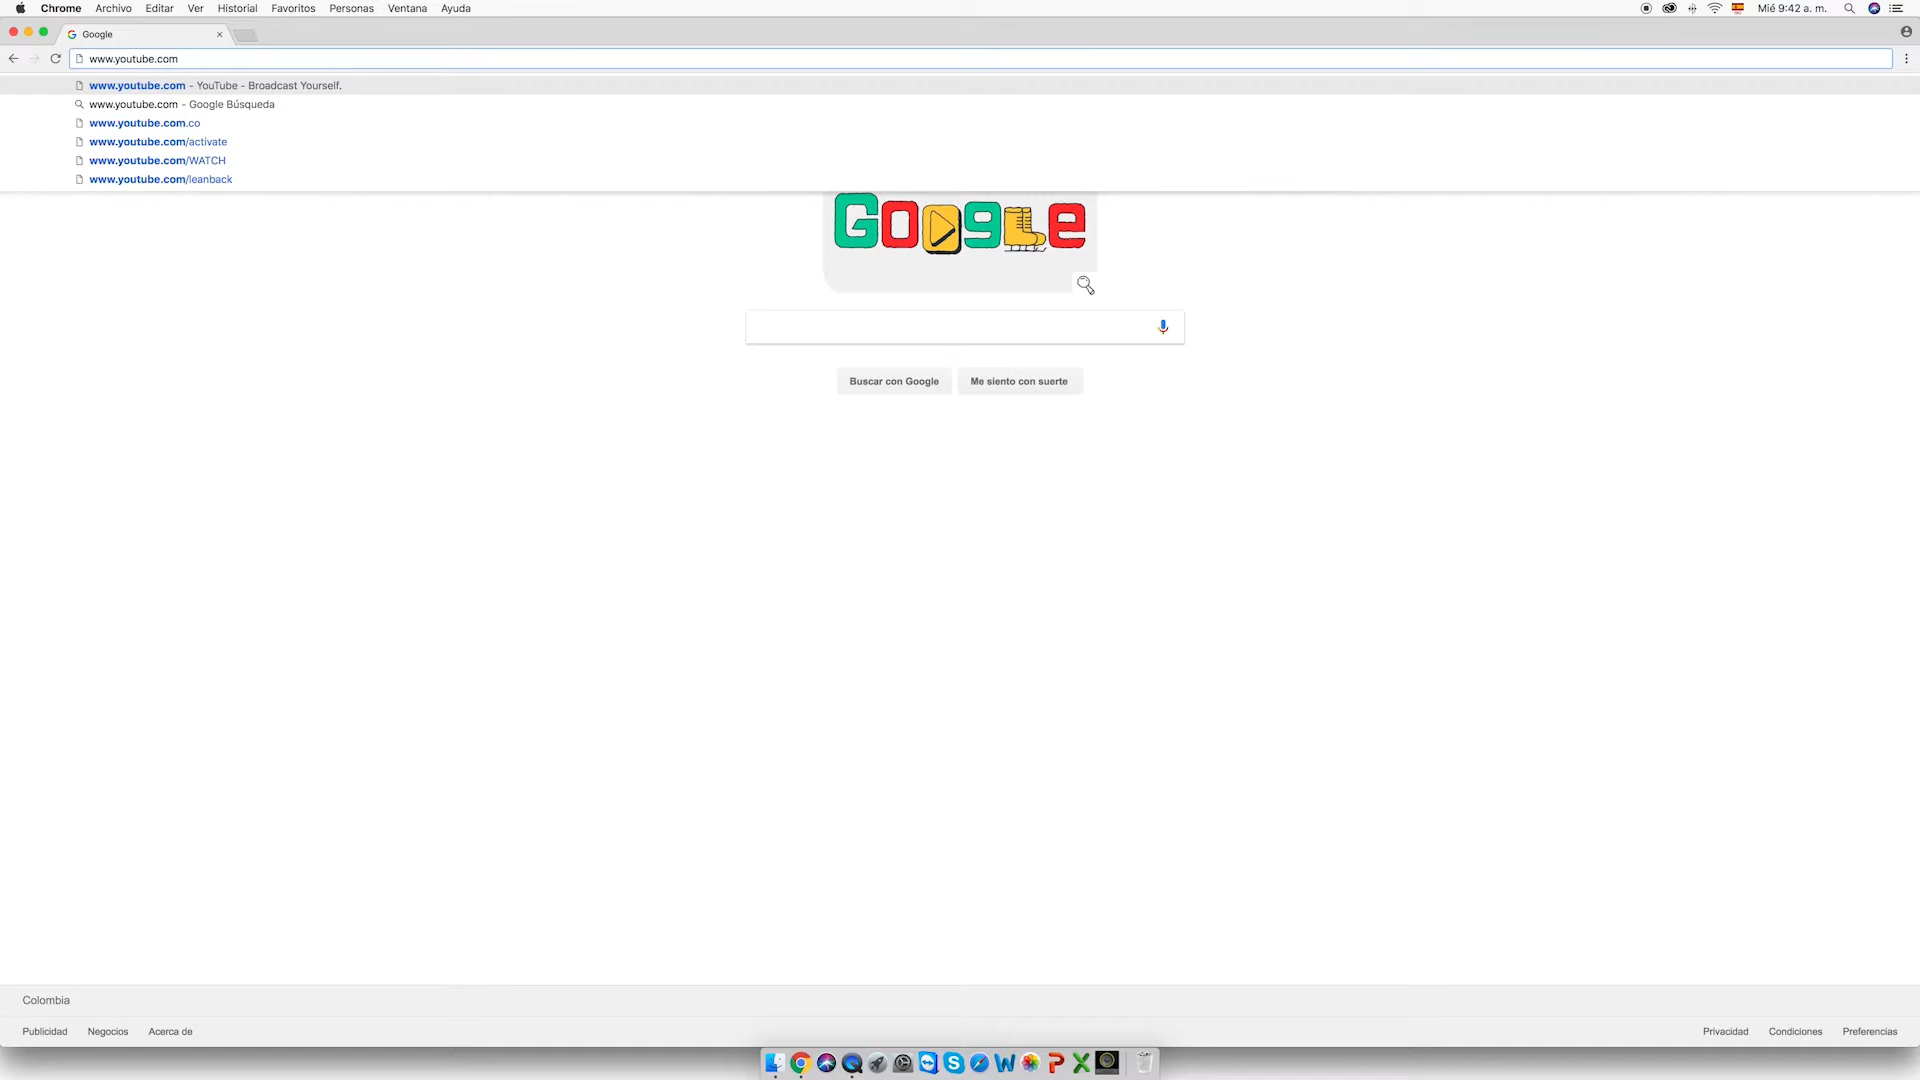 Chrome Archivo Editar Ver Historial Favoritos Personas Ventana Ayuda Mié 9:42 a. m.
Google
www.youtube.com
www.youtube.com - YouTube - Broadcast Yourself.
www.youtube.com - Google Búsqueda
www.youtube.com.co
www.youtube.com/activate
www.youtube.com/WATCH
www.youtube.com/leanback
Google
Buscar con Google Me siento con suerte
Colombia
Publicidad Negocios Acerca de Privacidad Condiciones Preferencias